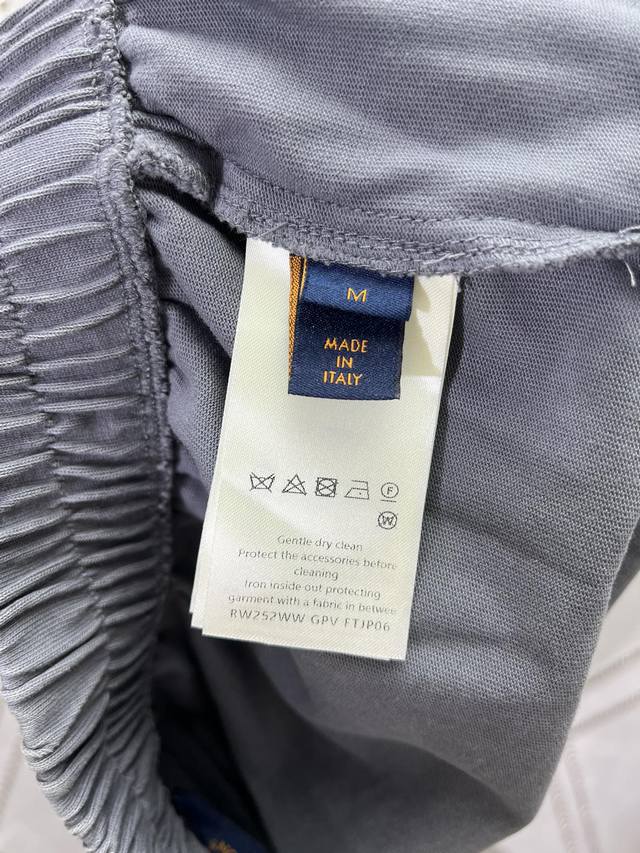 M
MADE
IN
ITALY
F
W
Gentle dry clean
Protect the accessories before
cleaning
Iron inside out protecting
garment with a fabric in betwee
RW252WW GPV FTJP06